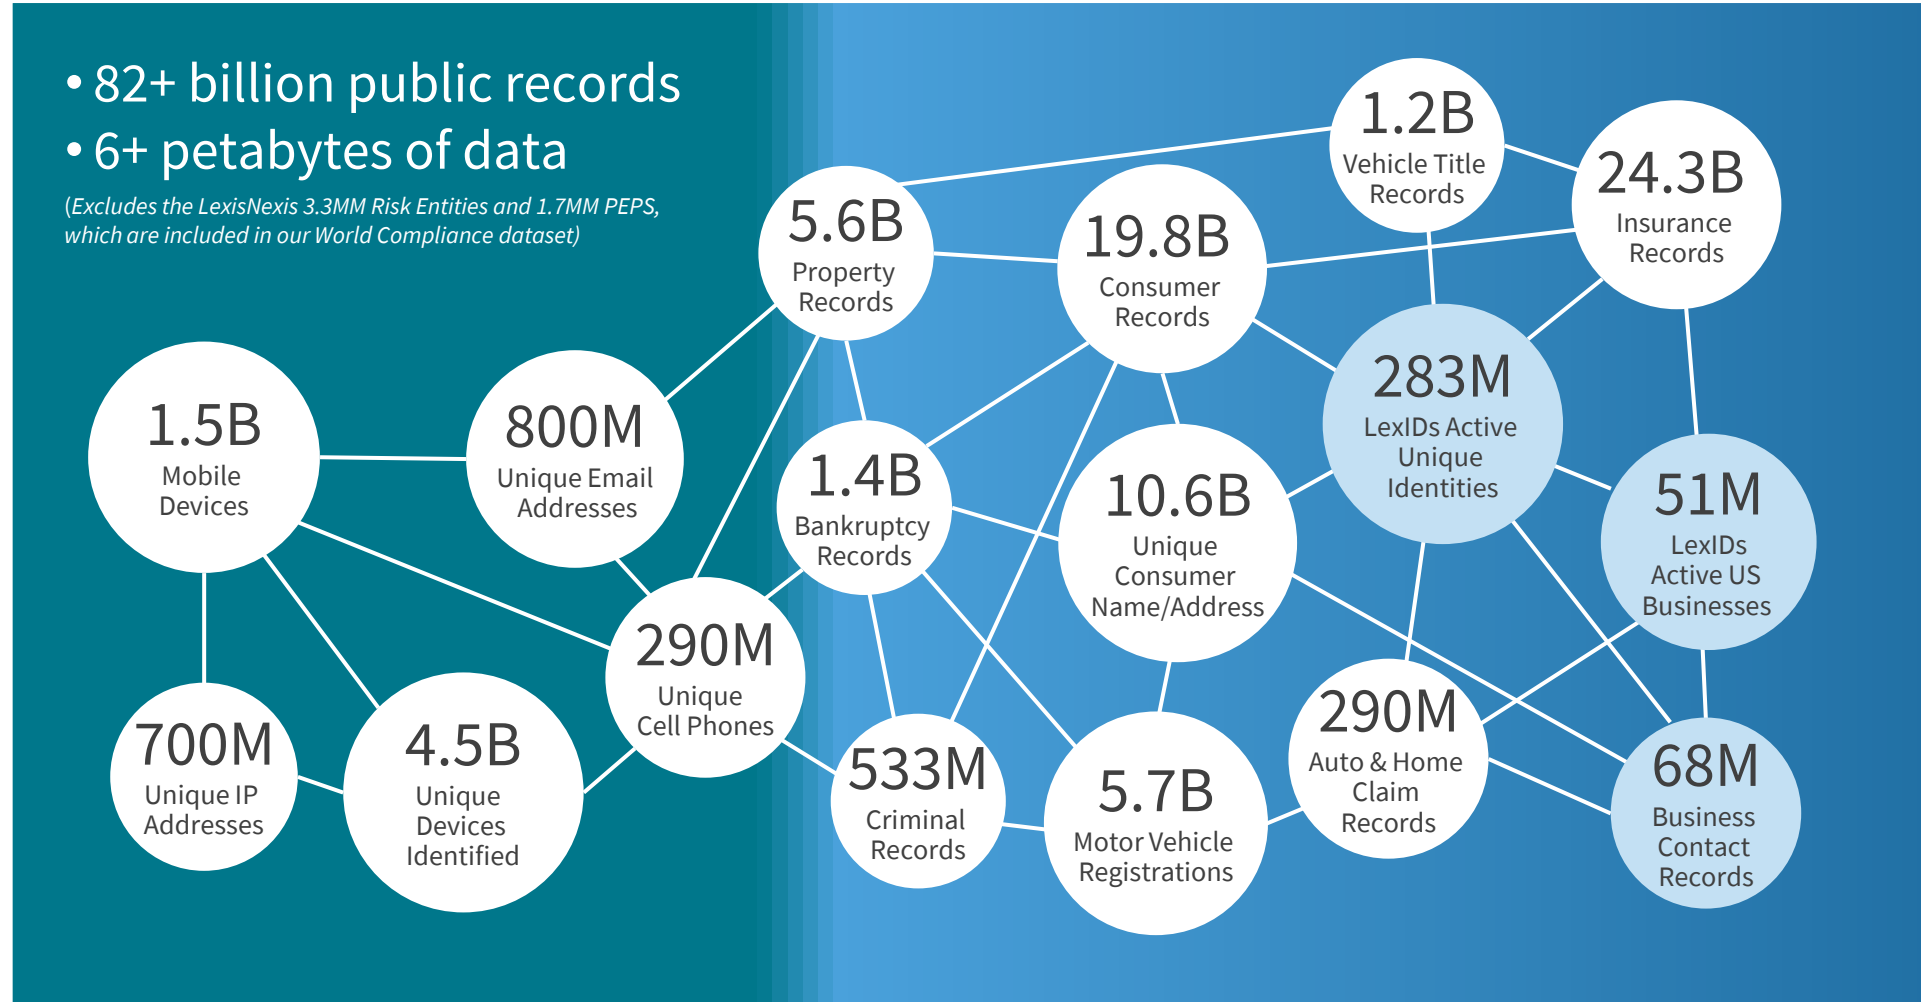 • 82+ billion public records
• 6+ petabytes of data
(Excludes the LexisNexis 3.3MM Risk Entities and 1.7MM PEPS,
which are included in our World Compliance dataset)
1.2B
Vehicle Title
Records
24.3B
Insurance
Records
5.6B
Property
Records
19.8B
Consumer
Records
283M
LexIDs Active
Unique
Identities
1.5B
Mobile
Devices
800M
Unique Email
Addresses
1.4B
Bankruptcy
Records
10.6B
Unique
Consumer
Name/Address
51M
LexIDs
Active US
Businesses
290M
Unique
Cell Phones
700M
Unique IP
Addresses
4.5B
Unique
Devices
Identified
533M
Criminal
Records
5.7B
Motor Vehicle
Registrations
290M
Auto & Home
Claim
Records
68M
Business
Contact
Records